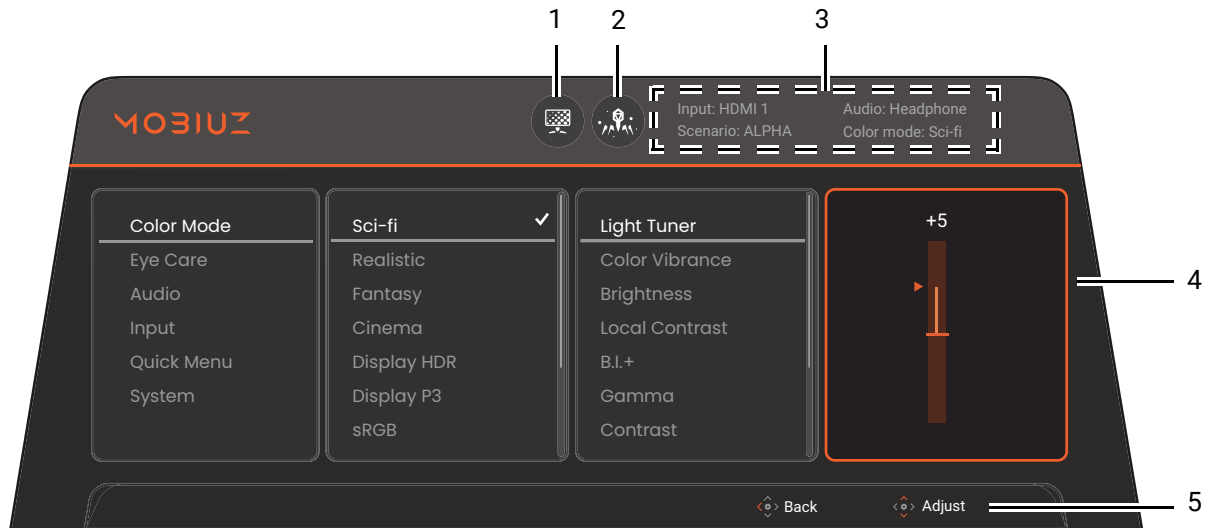 1 2 3
MOBIUZ
Input: HDMI 1 Audio: Headphone
Scenario: ALPHA Color mode: Sci-fi
Color Mode
Eye Care
Audio
Input
Quick Menu
System
Sci-fi
Realistic
Fantasy
Cinema
Display HDR
Display P3
sRGB
Light Tuner
Color Vibrance
Brightness
Local Contrast
B.I.+
Gamma
Contrast
+5
4
Back Adjust 5